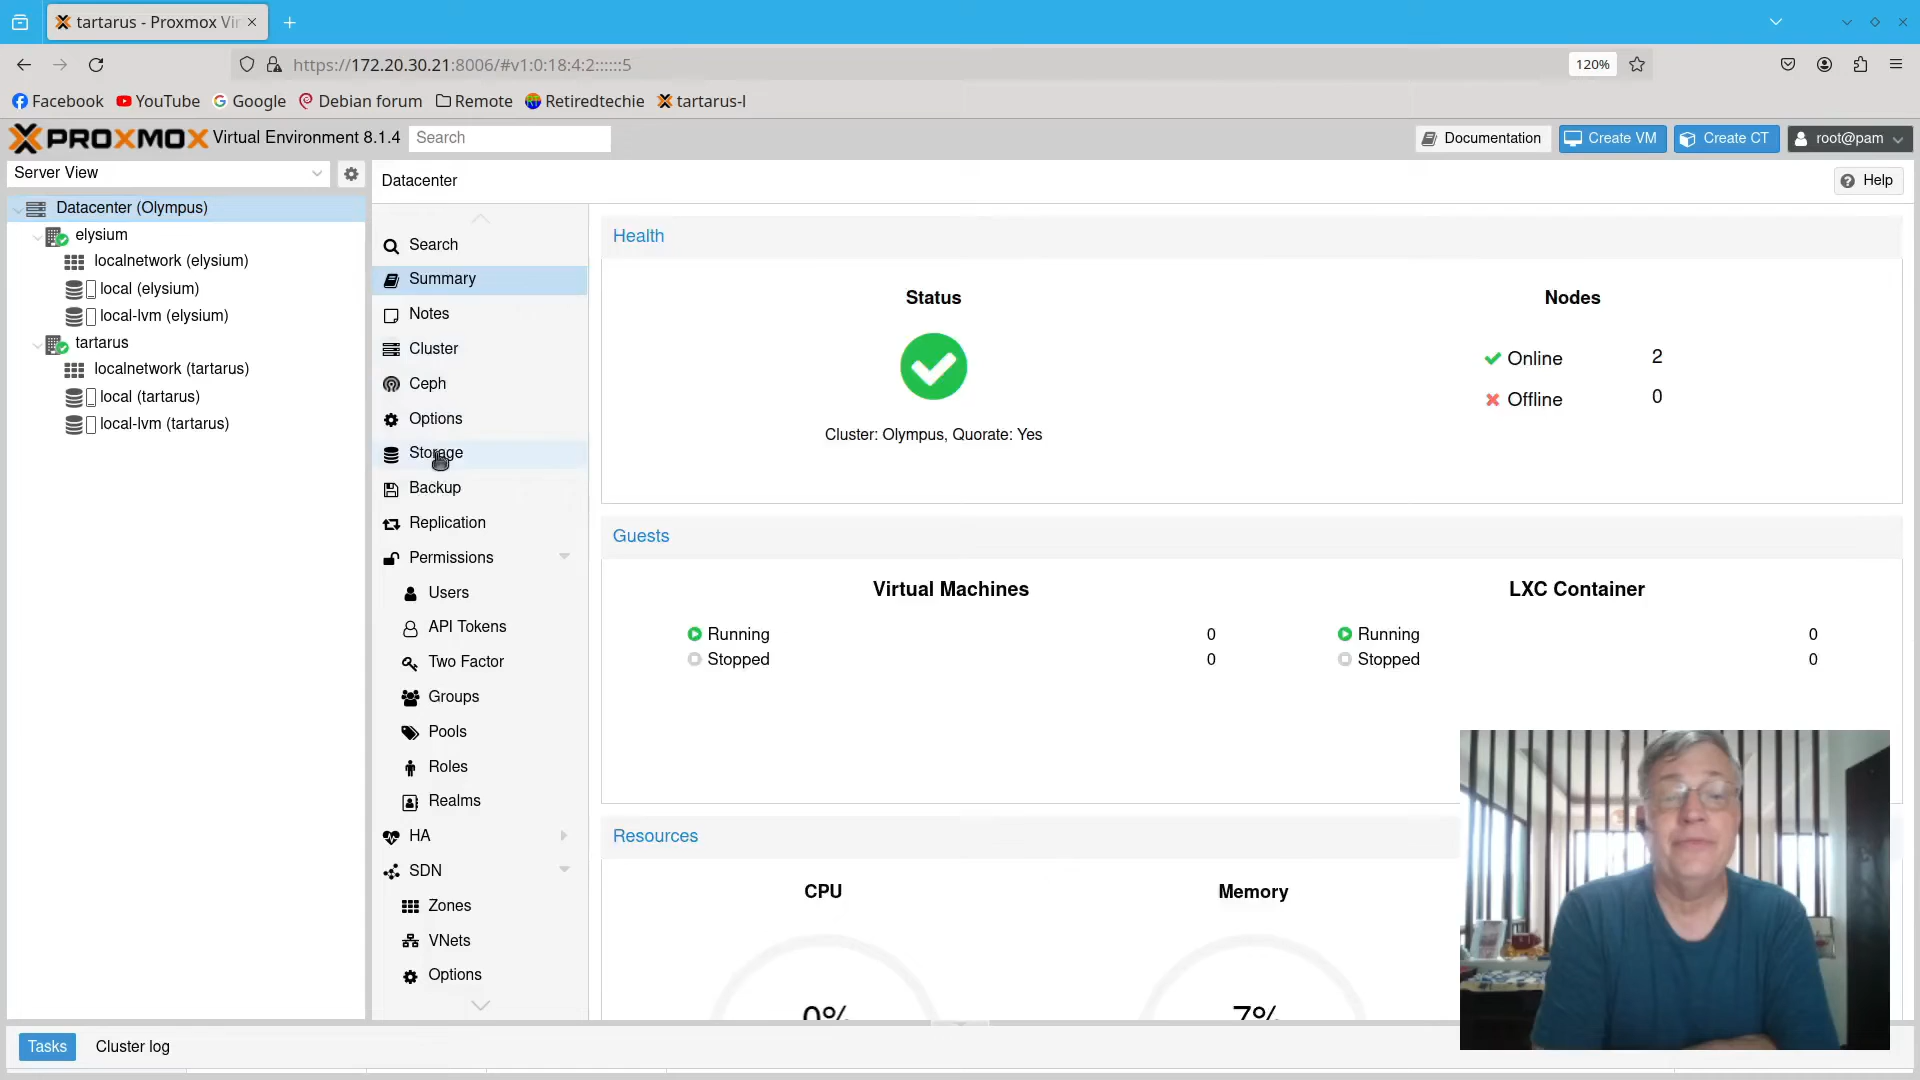 tartarus - Proxmox Vir
https://172.20.30.21:8006/#v1:0:18:4:2::::::5
120%
Facebook YouTube Google Debian forum Remote Retiredtechie tartarus-l
PROXMOX Virtual Environment 8.1.4 Search Documentation Create VM Create CT root@pam
Server View
Datacenter (Olympus)
elysium
localnetwork (elysium)
local (elysium)
local-lvm (elysium)
tartarus
localnetwork (tartarus)
local (tartarus)
local-lvm (tartarus)
Datacenter
Help
Search
Summary
Notes
Cluster
Ceph
Options
Storage
Backup
Replication
Permissions
Users
API Tokens
Two Factor
Groups
Pools
Roles
Realms
HA
SDN
Zones
VNets
Options
Health
Status
Cluster: Olympus, Quorate: Yes
Nodes
Online 2
Offline 0
Guests
Virtual Machines
Running 0
Stopped 0
LXC Container
Running 0
Stopped 0
Resources
CPU
0%
Memory
7%
Tasks Cluster log